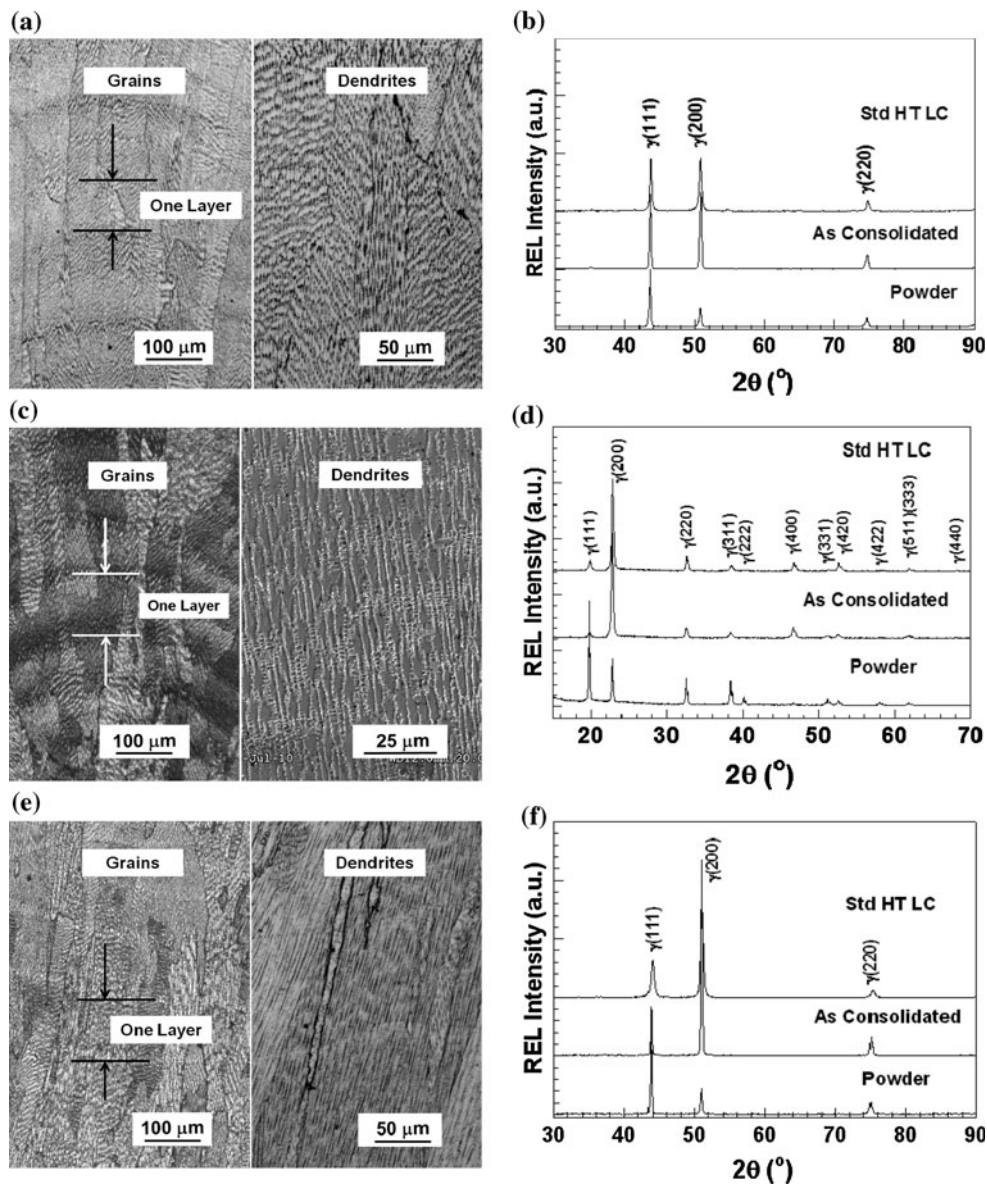 (a)
Grains
One Layer
100 μm
Dendrites
50 μm
(b)
REL Intensity (a.u.)
γ(111)
γ(200)
γ(220)
Std HT LC
As Consolidated
Powder
30 40 50 60 70 80 90
2θ (°)
(c)
Grains
One Layer
100 μm
Dendrites
25 μm
-Jul-10
(d)
REL Intensity (a.u.)
γ(111)
γ(200)
γ(220)
γ(311)
γ(222)
γ(400)
γ(331)
γ(420)
γ(422)
γ(511)(333)
γ(440)
Std HT LC
As Consolidated
Powder
20 30 40 50 60 70
2θ (°)
(e)
Grains
One Layer
100 μm
Dendrites
50 μm
(f)
REL Intensity (a.u.)
γ(111)
γ(200)
γ(220)
Std HT LC
As Consolidated
Powder
30 40 50 60 70 80 90
2θ (°)